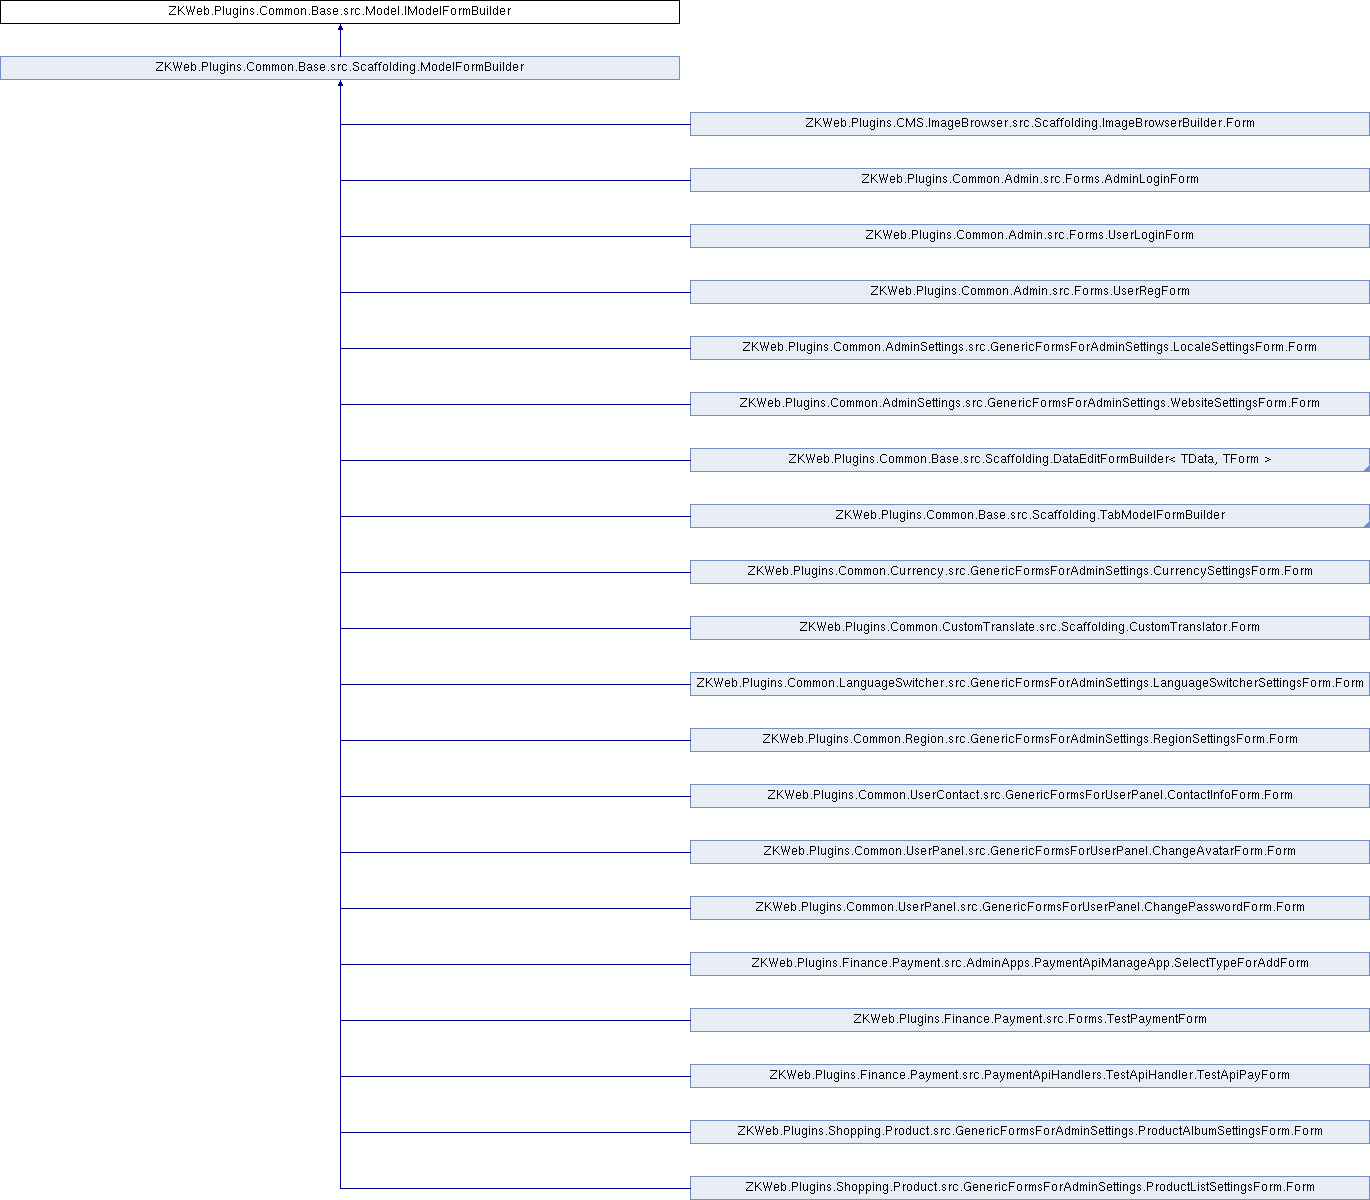 ZKWeb.Plugins.Common.Base.src.Model.IModelFormBuilder
ZKWeb.Plugins.Common.Base.src.Scaffolding.ModelFormBuilder
ZKWeb.Plugins.CMS.ImageBrowser.src.Scaffolding.ImageBrowserBuilder.Form
ZKWeb.Plugins.Common.Admin.src.Forms.AdminLoginForm
ZKWeb.Plugins.Common.Admin.src.Forms.UserLoginForm
ZKWeb.Plugins.Common.Admin.src.Forms.UserRegForm
ZKWeb.Plugins.Common.AdminSettings.src.GenericFormsForAdminSettings.LocaleSettingsForm.Form
ZKWeb.Plugins.Common.AdminSettings.src.GenericFormsForAdminSettings.WebsiteSettingsForm.Form
ZKWeb.Plugins.Common.Base.src.Scaffolding.DataEditFormBuilder< TData, TForm >
ZKWeb.Plugins.Common.Base.src.Scaffolding.TabModelFormBuilder
ZKWeb.Plugins.Common.Currency.src.GenericFormsForAdminSettings.CurrencySettingsForm.Form
ZKWeb.Plugins.Common.CustomTranslate.src.Scaffolding.CustomTranslator.Form
ZKWeb.Plugins.Common.LanguageSwitcher.src.GenericFormsForAdminSettings.LanguageSwitcherSettingsForm.Form
ZKWeb.Plugins.Common.Region.src.GenericFormsForAdminSettings.RegionSettingsForm.Form
ZKWeb.Plugins.Common.UserContact.src.GenericFormsForUserPanel.ContactInfoForm.Form
ZKWeb.Plugins.Common.UserPanel.src.GenericFormsForUserPanel.ChangeAvatarForm.Form
ZKWeb.Plugins.Common.UserPanel.src.GenericFormsForUserPanel.ChangePasswordForm.Form
ZKWeb.Plugins.Finance.Payment.src.AdminApps.PaymentApiManageApp.SelectTypeForAddForm
ZKWeb.Plugins.Finance.Payment.src.Forms.TestPaymentForm
ZKWeb.Plugins.Finance.Payment.src.PaymentApiHandlers.TestApiHandler.TestApiPayForm
ZKWeb.Plugins.Shopping.Product.src.GenericFormsForAdminSettings.ProductAlbumSettingsForm.Form
ZKWeb.Plugins.Shopping.Product.src.GenericFormsForAdminSettings.ProductListSettingsForm.Form